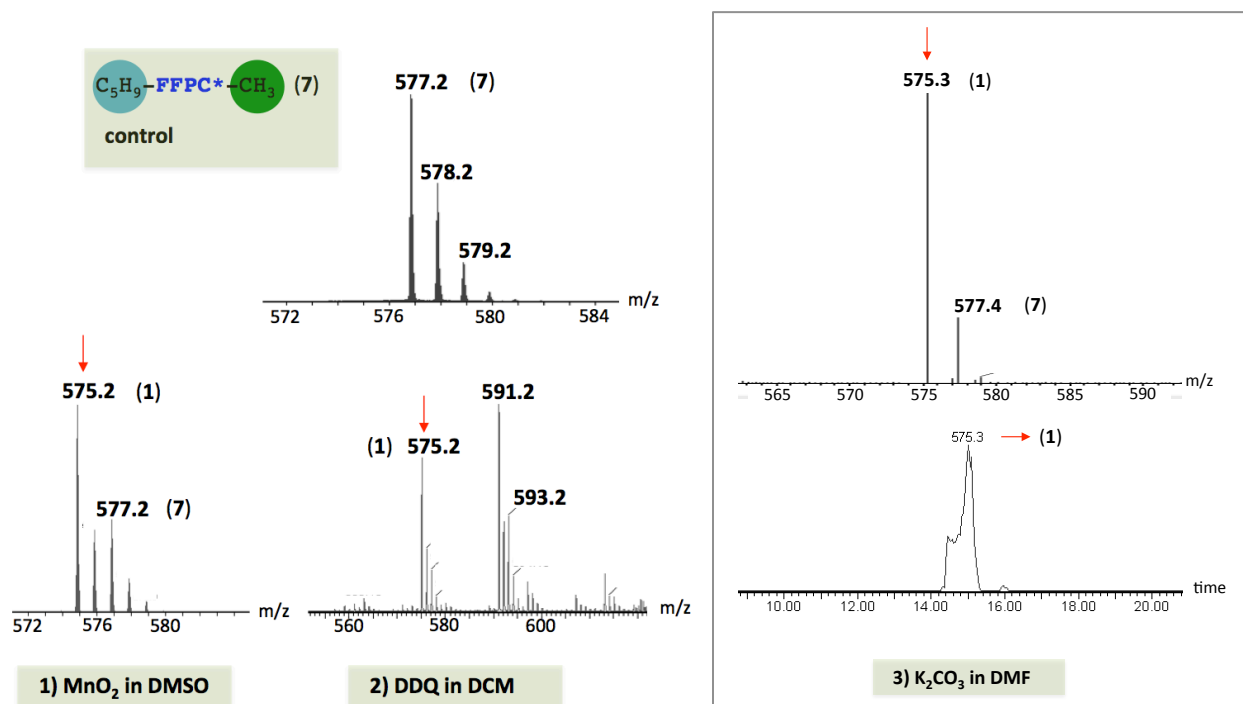 C₅H₉-FFPC*-CH₃ (7)
control
577.2 (7)
578.2
579.2
572 576 580 584 m/z
575.2 (1)
577.2 (7)
572 576 580 m/z
1) MnO₂ in DMSO
591.2
(1) 575.2
593.2
560 580 600 m/z
2) DDQ in DCM
575.3 (1)
577.4 (7)
565 570 575 580 585 590 m/z
575.3 (1)
10.00 12.00 14.00 16.00 18.00 20.00 time
3) K₂CO₃ in DMF